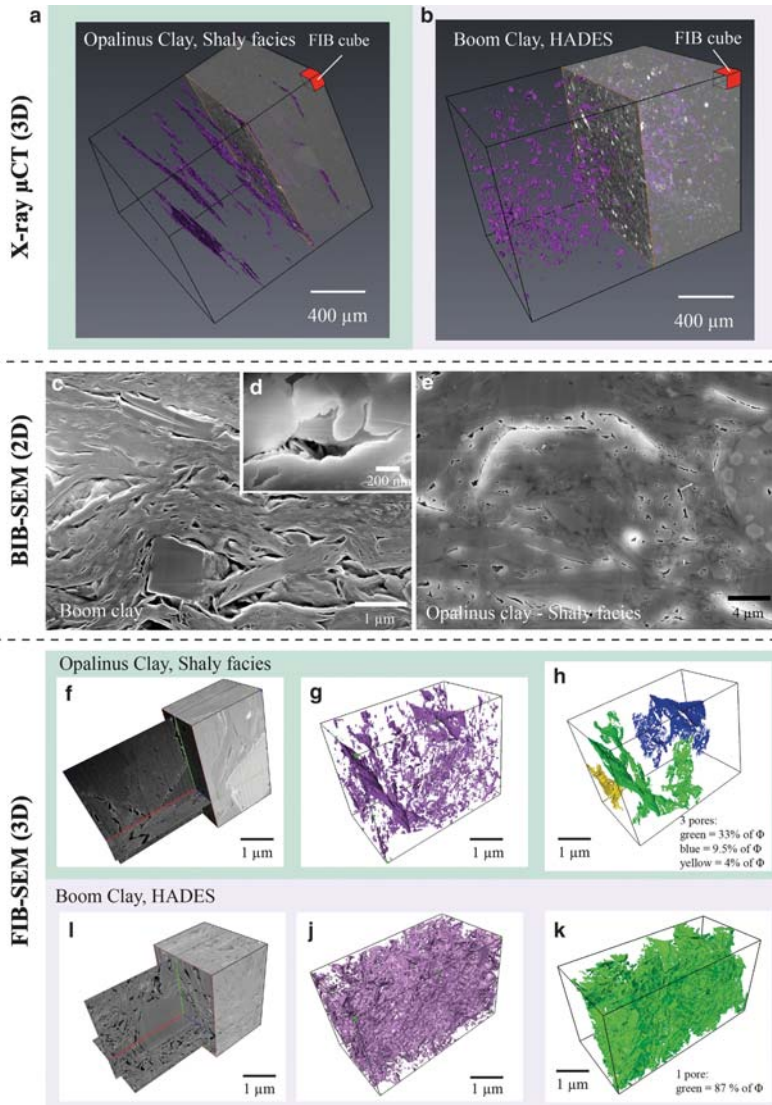 a
Opalinus Clay, Shaly facies
FIB cube
400 µm
b
Boom Clay, HADES
FIB cube
400 µm
X-ray µCT (3D)
c
Boom clay
1 µm
d
200 nm
e
Opalinus clay - Shaly facies
4 µm
BIB-SEM (2D)
FIB-SEM (3D)
Opalinus Clay, Shaly facies
f
1 µm
g
1 µm
h
1 µm
3 pores:
green = 33% of Φ
blue = 9.5% of Φ
yellow = 4% of Φ
Boom Clay, HADES
l
1 µm
j
1 µm
k
1 µm
1 pore:
green = 87 % of Φ